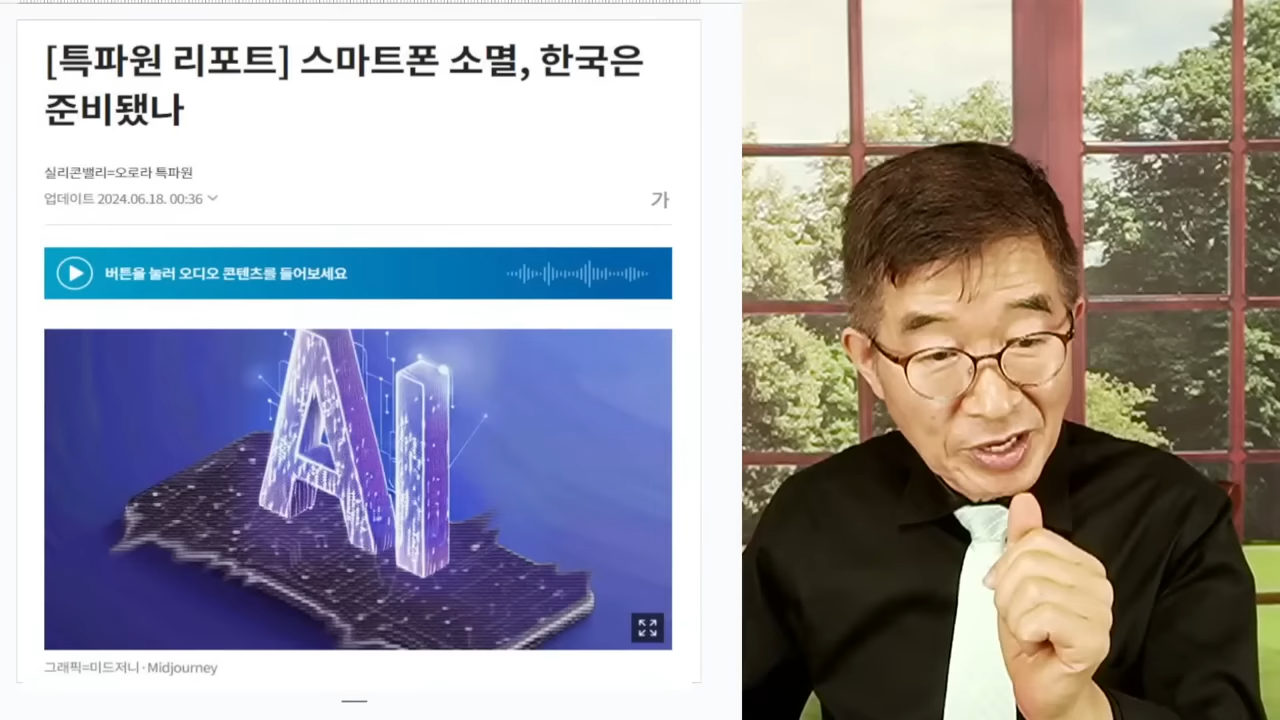 [특파원 리포트] 스마트폰 소멸, 한국은
준비됐나
실리콘밸리=오로라 특파원
업데이트 2024.06.18. 00:36
가
버튼을 눌러 오디오 콘텐츠를 들어보세요
AI
그래픽=미드저니·Midjourney